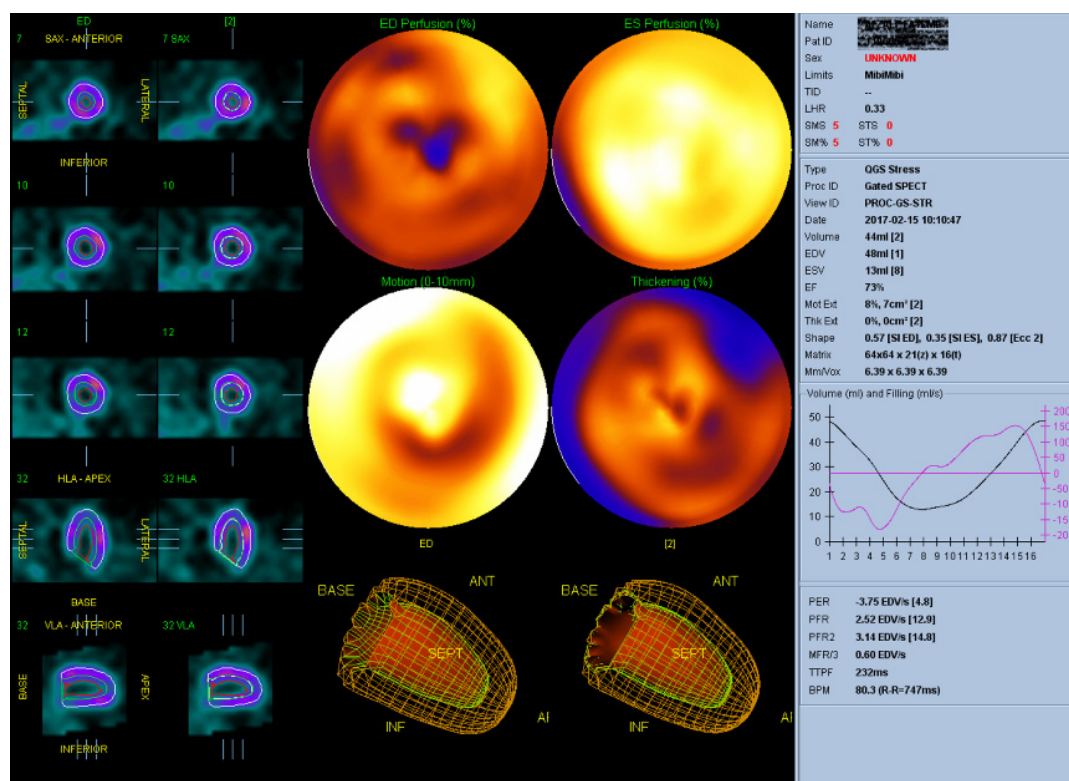 ED [2]
7 SAX - ANTERIOR 7 SAX
SEPTAL LATERAL
INFERIOR
10 10
12 12
32 HLA - APEX 32 HLA
SEPTAL LATERAL
BASE
32 VLA - ANTERIOR 32 VLA
BASE APEX
INFERIOR
ED Perfusion (%) ES Perfusion (%)
Motion (0-10mm) Thickening (%)
ED [2]
BASE ANT BASE ANT
SEPT SEPT
INF INF
Name
Pat ID
Sex UNKNOWN
Limits MibiMibi
TID --
LHR 0.33
SMS 5 STS 0
SM% 5 ST% 0
Type QGS Stress
Proc ID Gated SPECT
View ID PROC-GS-STR
Date 2017-02-15 10:10:47
Volume 44ml [2]
EDV 48ml [1]
ESV 13ml [8]
EF 73%
Mot Ext 8%, 7cm² [2]
Thk Ext 0%, 0cm² [2]
Shape 0.57 [SI ED], 0.35 [SI ES], 0.87 [Ecc 2]
Matrix 64x64 x 21(z) x 16(t)
Mm/Vox 6.39 x 6.39 x 6.39
Volume (ml) and Filling (ml/s)
50 200
40 150
30 100
20 50
10 0
0 -50
-100
-150
-20
1 2 3 4 5 6 7 8 9 10 11 12 13 14 15 16
PER -3.75 EDV/s [4.8]
PFR 2.52 EDV/s [12.9]
PFR2 3.14 EDV/s [14.8]
MFR/3 0.60 EDV/s
TTPF 232ms
BPM 80.3 (R-R=747ms)